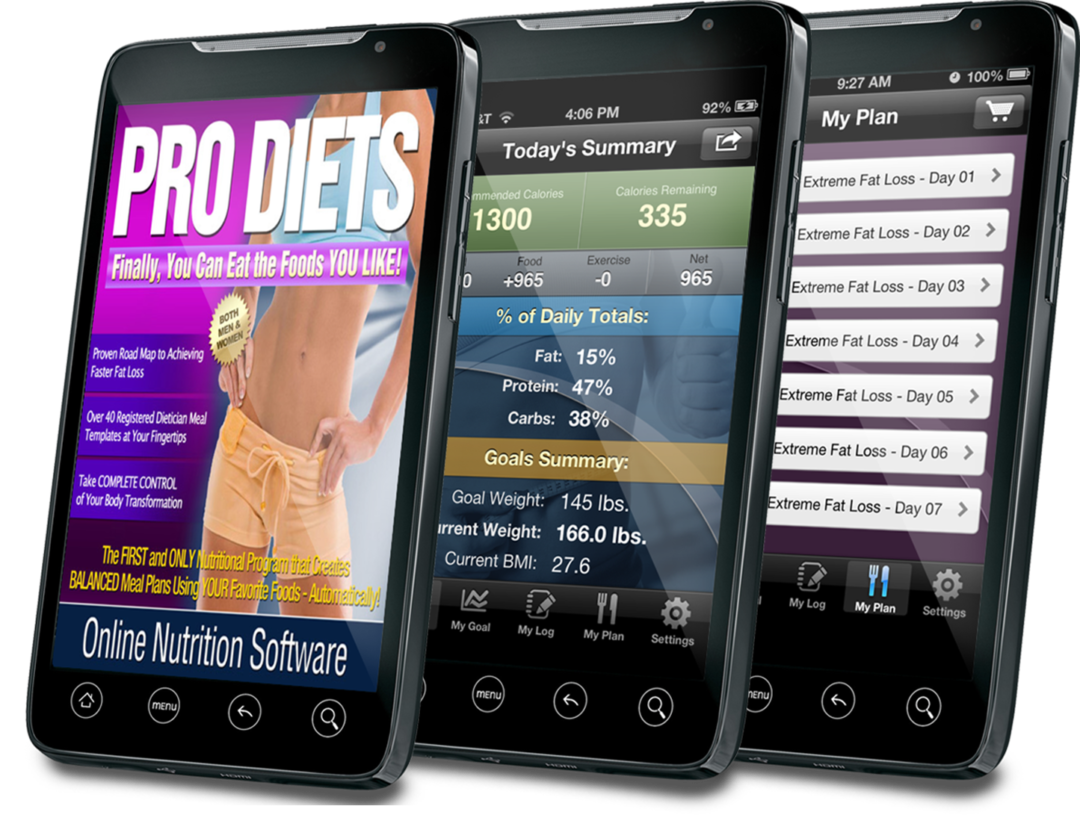 PRO DIETS
Finally, You Can Eat the Foods YOU LIKE!
BOTH
MEN &
WOMEN
Proven Road Map to Achieving
Faster Fat Loss
Over 40 Registered Dietician Meal
Templates at Your Fingertips
Take COMPLETE CONTROL
of Your Body Transformation
The FIRST and ONLY Nutritional Program that Creates
BALANCED Meal Plans Using YOUR Favorite Foods - Automatically!
Online Nutrition Software
menu
HDMI
&T 4:06 PM 92%
Today's Summary
mmended Calories Calories Remaining
1300 335
Food Exercise Net
0 +965 -0 965
% of Daily Totals:
Fat: 15%
Protein: 47%
Carbs: 38%
Goals Summary:
Goal Weight: 145 lbs.
urrent Weight: 166.0 lbs.
Current BMI: 27.6
My Goal My Log My Plan Settings
menu
HDMI
9:27 AM 100%
My Plan
Extreme Fat Loss - Day 01
Extreme Fat Loss - Day 02
Extreme Fat Loss - Day 03
Extreme Fat Loss - Day 04
Extreme Fat Loss - Day 05
Extreme Fat Loss - Day 06
Extreme Fat Loss - Day 07
My Log My Plan Settings
menu
HDMI